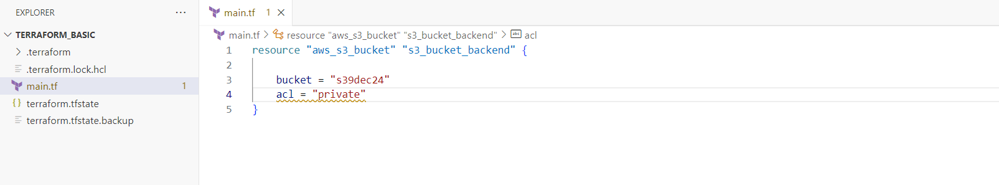 EXPLORER ...
TERRAFORM_BASIC
.terraform
.terraform.lock.hcl
main.tf 1
terraform.tfstate
terraform.tfstate.backup
main.tf 1
main.tf > resource "aws_s3_bucket" "s3_bucket_backend" > abc acl
1 resource "aws_s3_bucket" "s3_bucket_backend" {
2
3 bucket = "s39dec24"
4 acl = "private"
5 }